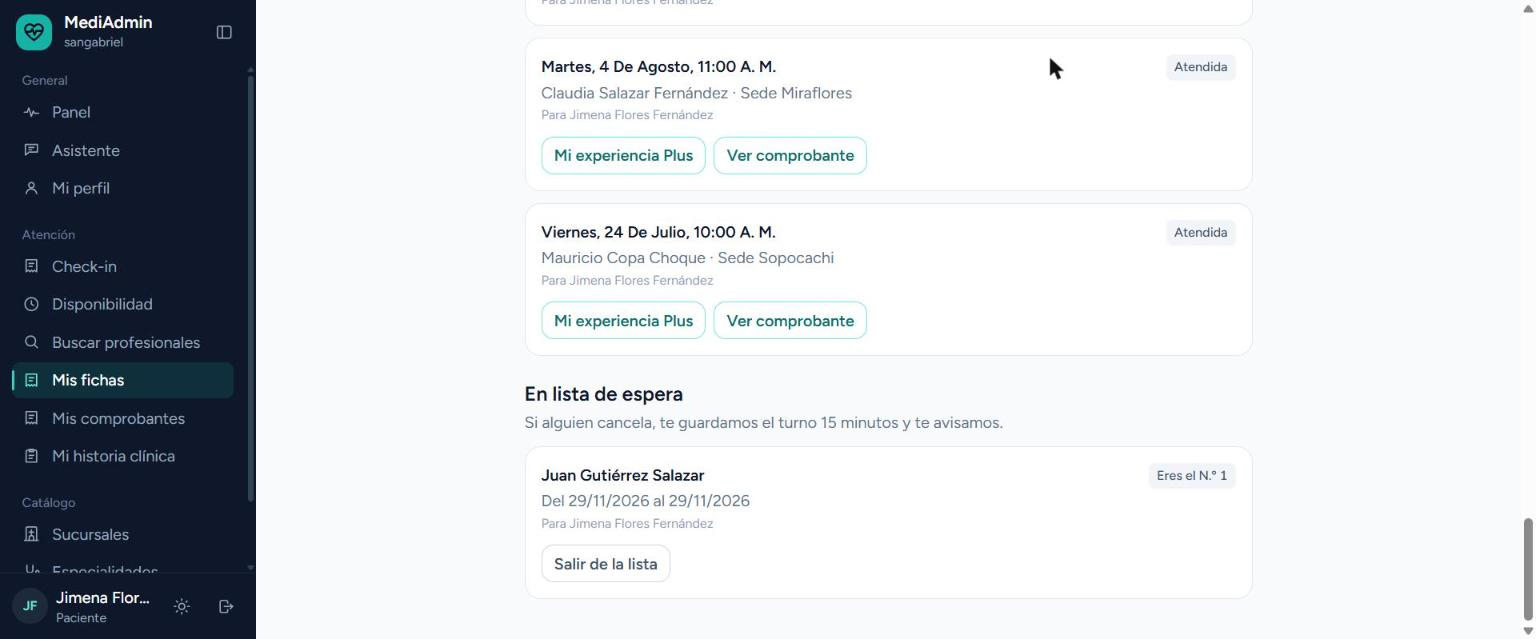 MediAdmin
sangabriel
General
Panel
Asistente
Mi perfil
Atención
Check-in
Disponibilidad
Buscar profesionales
Mis fichas
Mis comprobantes
Mi historia clínica
Catálogo
Sucursales
Especialidades
JF
Jimena Flor...
Paciente
Para Jimena Flores Fernández
Martes, 4 De Agosto, 11:00 A. M.
Atendida
Claudia Salazar Fernández · Sede Miraflores
Para Jimena Flores Fernández
Mi experiencia Plus
Ver comprobante
Viernes, 24 De Julio, 10:00 A. M.
Atendida
Mauricio Copa Choque · Sede Sopocachi
Para Jimena Flores Fernández
Mi experiencia Plus
Ver comprobante
En lista de espera
Si alguien cancela, te guardamos el turno 15 minutos y te avisamos.
Juan Gutiérrez Salazar
Eres el N.º 1
Del 29/11/2026 al 29/11/2026
Para Jimena Flores Fernández
Salir de la lista